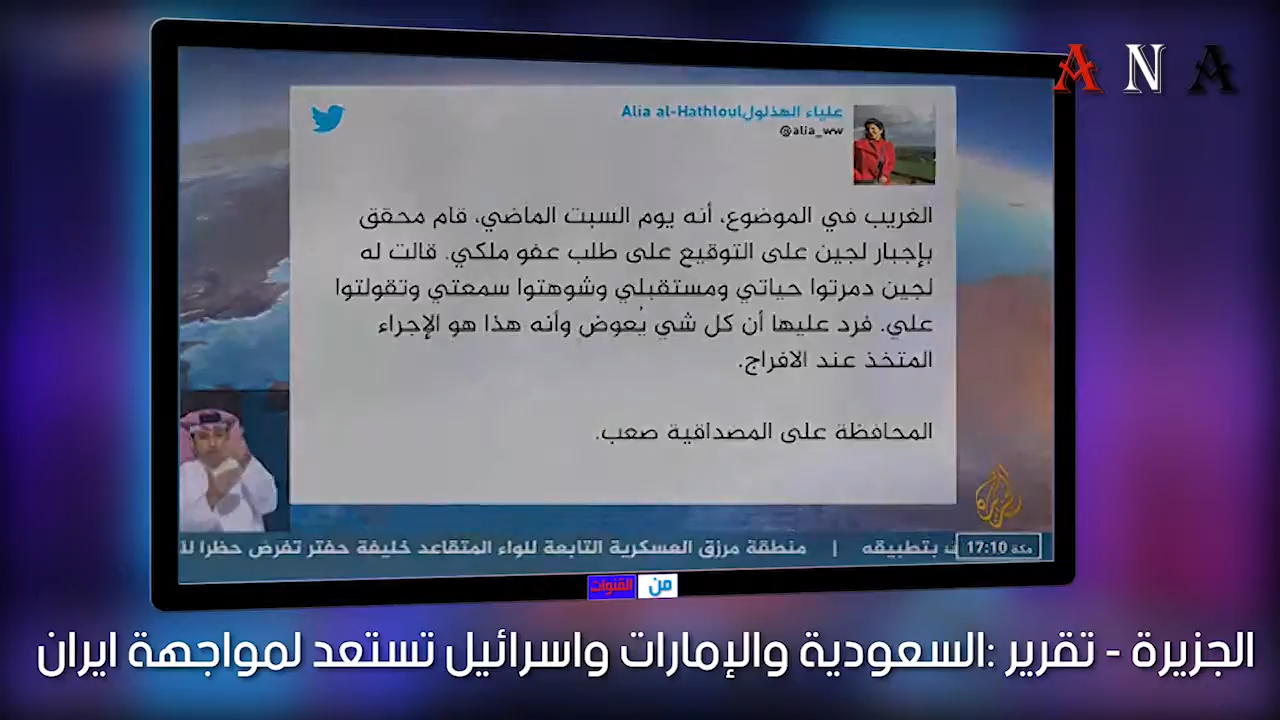 A N A
علياء الهذلول Alia al-Hathloul
@alia_ww
الغريب في الموضوع، أنه يوم السبت الماضي، قام محقق
بإجبار لجين على التوقيع على طلب عفو ملكي. قالت له
لجين دمرتوا حياتي ومستقبلي وشوهتوا سمعتي وتقولتوا
علي. فرد عليها أن كل شي يُعوض وأنه هذا هو الإجراء
المتخذ عند الافراج.
المحافظة على المصداقية صعب.
مكة 17:10
بتطبيقه | منطقة مرزق العسكرية التابعة للواء المتقاعد خليفة حفتر تفرض حظرا
من القنوات
الجزيرة - تقرير :السعودية والإمارات واسرائيل تستعد لمواجهة ايران